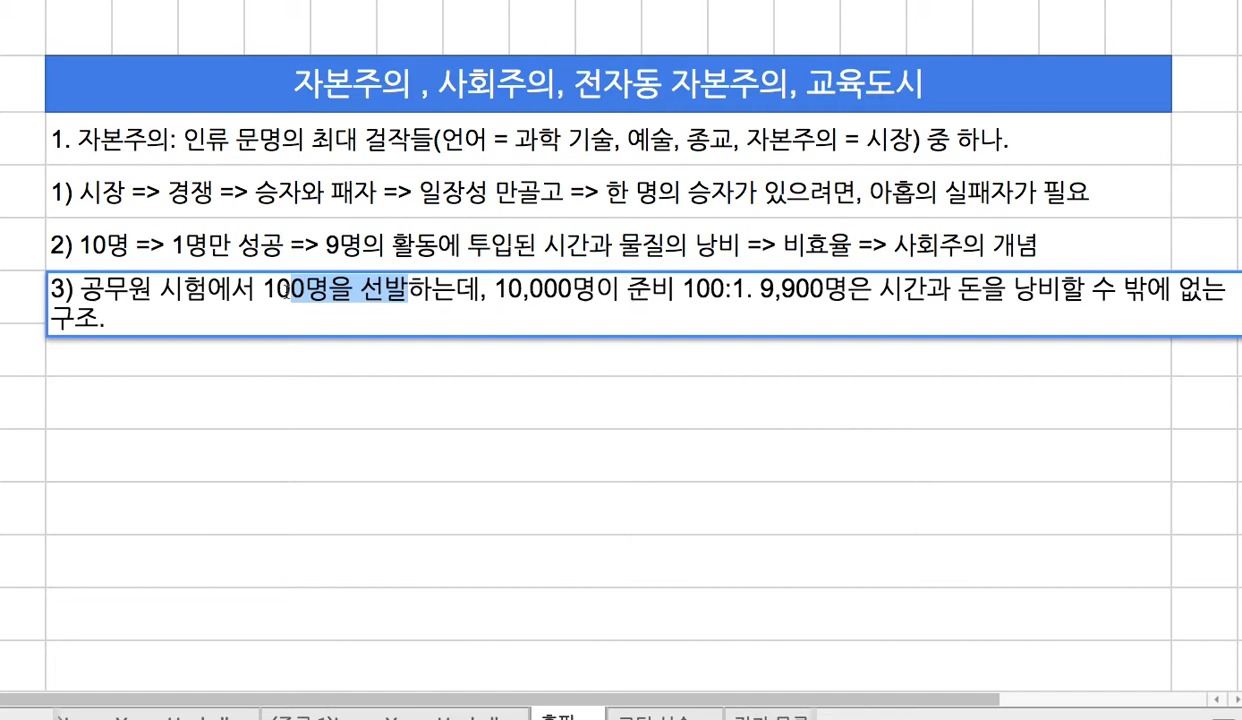 자본주의 , 사회주의, 전자동 자본주의, 교육도시
1. 자본주의: 인류 문명의 최대 걸작들(언어 = 과학 기술, 예술, 종교, 자본주의 = 시장) 중 하나.
1) 시장 => 경쟁 => 승자와 패자 => 일장성 만골고 => 한 명의 승자가 있으려면, 아홉의 실패자가 필요
2) 10명 => 1명만 성공 => 9명의 활동에 투입된 시간과 물질의 낭비 => 비효율 => 사회주의 개념
3) 공무원 시험에서 100명을 선발하는데, 10,000명이 준비 100:1. 9,900명은 시간과 돈을 낭비할 수 밖에 없는
구조.